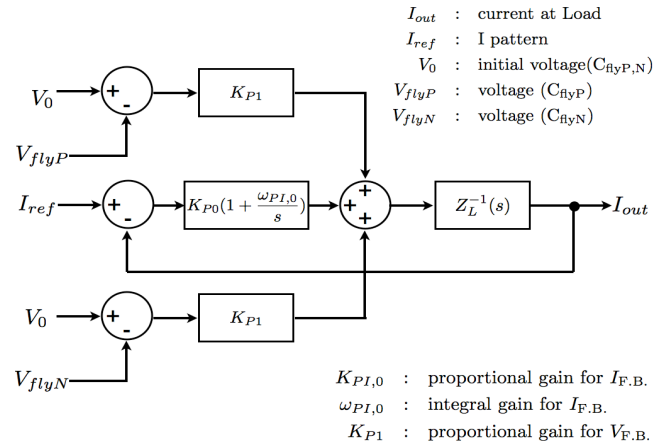 I_out : current at Load
I_ref : I pattern
V_0 : initial voltage(C_flyP,N)
V_flyP : voltage (C_flyP)
V_flyN : voltage (C_flyN)
V_0 + - K_P1
V_flyP
I_ref + - K_P0(1 + ω_PI,0/s) + + + Z_L^-1(s) I_out
V_0 + - K_P1
V_flyN
K_PI,0 : proportional gain for I_F.B.
ω_PI,0 : integral gain for I_F.B.
K_P1 : proportional gain for V_F.B.